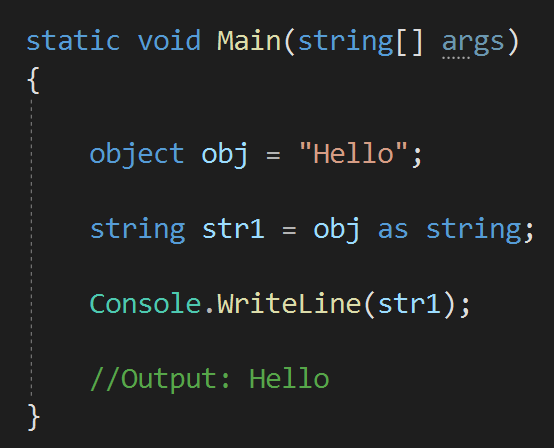 static void Main(string[] args)
{
object obj = "Hello";
string str1 = obj as string;
Console.WriteLine(str1);
//Output: Hello
}